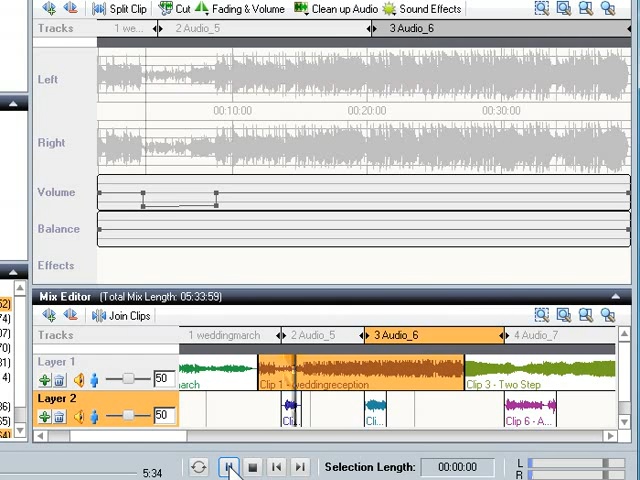 Split Clip Cut Fading & Volume Clean up Audio Sound Effects
Tracks 1 we... 2 Audio_5 3 Audio_6
Left
00:10:00 00:20:00 00:30:00
Right
Volume
Balance
Effects
Mix Editor (Total Mix Length: 05:33:59)
Join Clips
Tracks 1 weddingmarch 2 Audio_5 3 Audio_6 4 Audio_7
Layer 1
50
arch Clip 1 - weddingreception Clip 3 - Two Step
Layer 2
50
Cli Cli... Clip 6 - A...
5:34 Selection Length: 00:00:00 L
R